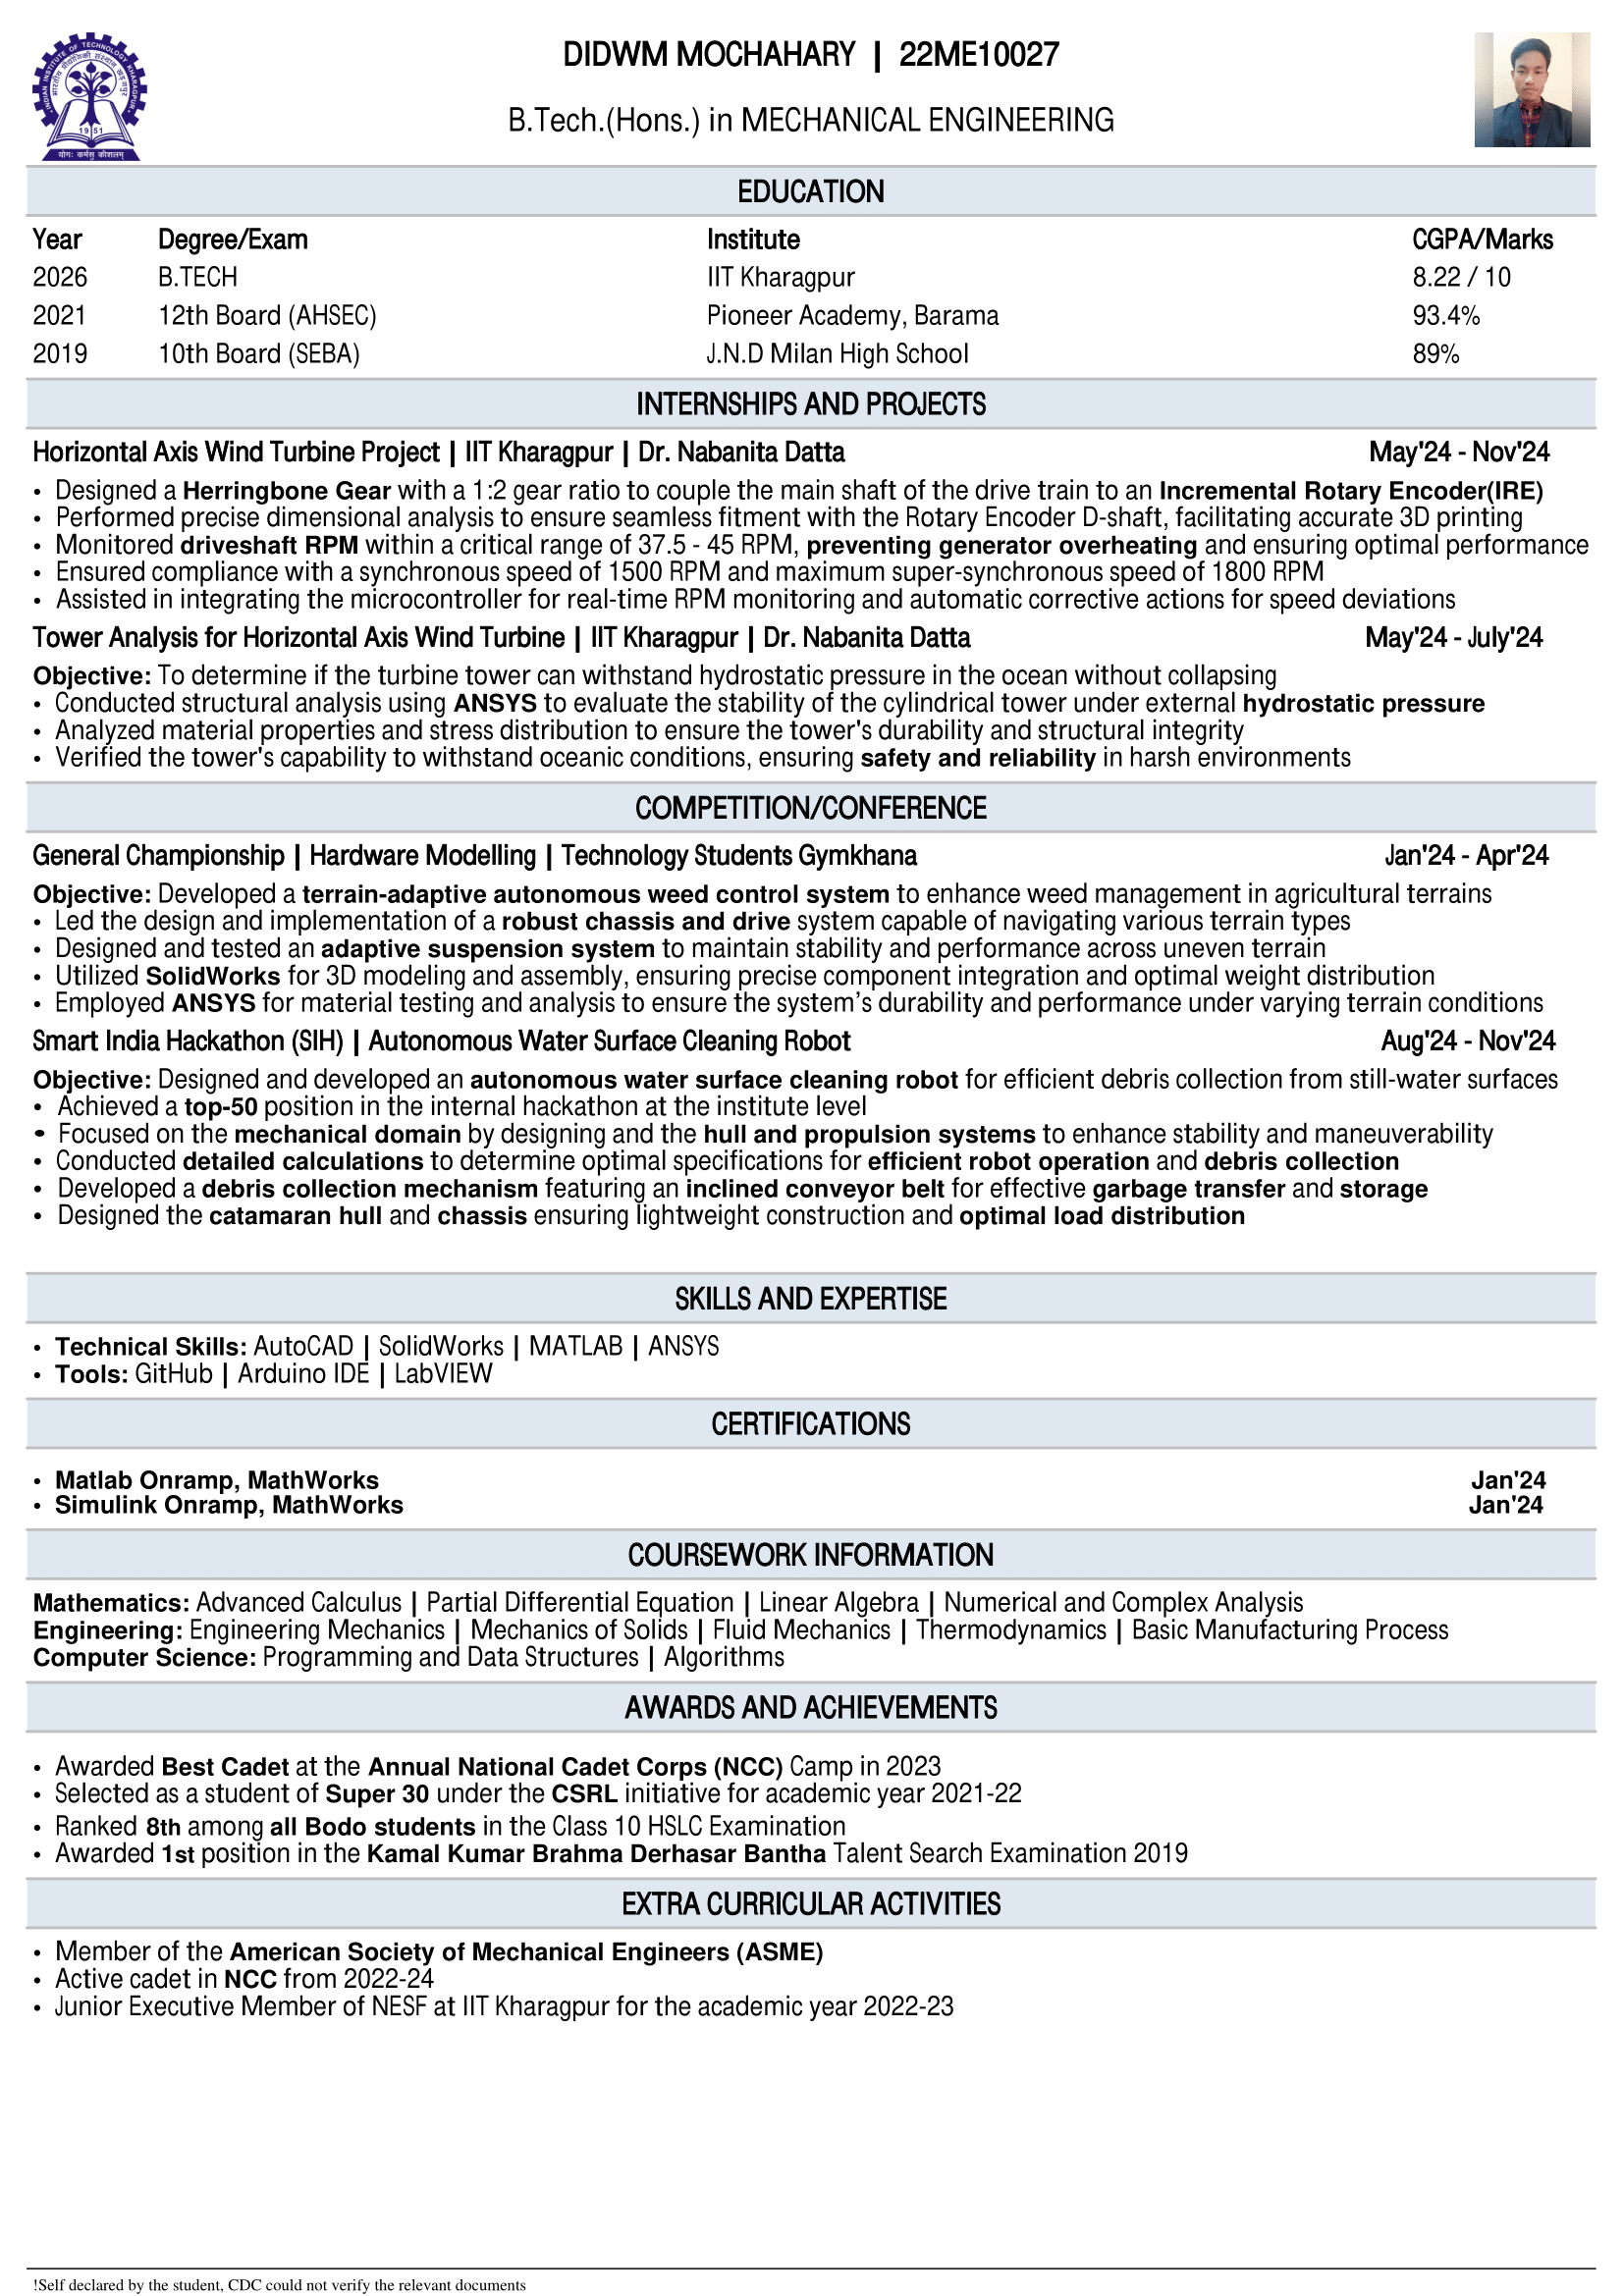 INDIAN INSTITUTE OF TECHNOLOGY KHARAGPUR
भारतीय प्रौद्योगिकी संस्थान खड़गपुर
1951
योगः कर्मसु कौशलम्
DIDWM MOCHAHARY | 22ME10027
B.Tech.(Hons.) in MECHANICAL ENGINEERING
EDUCATION
Year Degree/Exam Institute CGPA/Marks
2026 B.TECH IIT Kharagpur 8.22 / 10
2021 12th Board (AHSEC) Pioneer Academy, Barama 93.4%
2019 10th Board (SEBA) J.N.D Milan High School 89%
INTERNSHIPS AND PROJECTS
Horizontal Axis Wind Turbine Project | IIT Kharagpur | Dr. Nabanita Datta May'24 - Nov'24
• Designed a Herringbone Gear with a 1:2 gear ratio to couple the main shaft of the drive train to an Incremental Rotary Encoder(IRE)
• Performed precise dimensional analysis to ensure seamless fitment with the Rotary Encoder D-shaft, facilitating accurate 3D printing
• Monitored driveshaft RPM within a critical range of 37.5 - 45 RPM, preventing generator overheating and ensuring optimal performance
• Ensured compliance with a synchronous speed of 1500 RPM and maximum super-synchronous speed of 1800 RPM
• Assisted in integrating the microcontroller for real-time RPM monitoring and automatic corrective actions for speed deviations
Tower Analysis for Horizontal Axis Wind Turbine | IIT Kharagpur | Dr. Nabanita Datta May'24 - July'24
Objective: To determine if the turbine tower can withstand hydrostatic pressure in the ocean without collapsing
• Conducted structural analysis using ANSYS to evaluate the stability of the cylindrical tower under external hydrostatic pressure
• Analyzed material properties and stress distribution to ensure the tower's durability and structural integrity
• Verified the tower's capability to withstand oceanic conditions, ensuring safety and reliability in harsh environments
COMPETITION/CONFERENCE
General Championship | Hardware Modelling | Technology Students Gymkhana Jan'24 - Apr'24
Objective: Developed a terrain-adaptive autonomous weed control system to enhance weed management in agricultural terrains
• Led the design and implementation of a robust chassis and drive system capable of navigating various terrain types
• Designed and tested an adaptive suspension system to maintain stability and performance across uneven terrain
• Utilized SolidWorks for 3D modeling and assembly, ensuring precise component integration and optimal weight distribution
• Employed ANSYS for material testing and analysis to ensure the system’s durability and performance under varying terrain conditions
Smart India Hackathon (SIH) | Autonomous Water Surface Cleaning Robot Aug'24 - Nov'24
Objective: Designed and developed an autonomous water surface cleaning robot for efficient debris collection from still-water surfaces
• Achieved a top-50 position in the internal hackathon at the institute level
• Focused on the mechanical domain by designing and the hull and propulsion systems to enhance stability and maneuverability
• Conducted detailed calculations to determine optimal specifications for efficient robot operation and debris collection
• Developed a debris collection mechanism featuring an inclined conveyor belt for effective garbage transfer and storage
• Designed the catamaran hull and chassis ensuring lightweight construction and optimal load distribution
SKILLS AND EXPERTISE
• Technical Skills: AutoCAD | SolidWorks | MATLAB | ANSYS
• Tools: GitHub | Arduino IDE | LabVIEW
CERTIFICATIONS
• Matlab Onramp, MathWorks Jan'24
• Simulink Onramp, MathWorks Jan'24
COURSEWORK INFORMATION
Mathematics: Advanced Calculus | Partial Differential Equation | Linear Algebra | Numerical and Complex Analysis
Engineering: Engineering Mechanics | Mechanics of Solids | Fluid Mechanics | Thermodynamics | Basic Manufacturing Process
Computer Science: Programming and Data Structures | Algorithms
AWARDS AND ACHIEVEMENTS
• Awarded Best Cadet at the Annual National Cadet Corps (NCC) Camp in 2023
• Selected as a student of Super 30 under the CSRL initiative for academic year 2021-22
• Ranked 8th among all Bodo students in the Class 10 HSLC Examination
• Awarded 1st position in the Kamal Kumar Brahma Derhasar Bantha Talent Search Examination 2019
EXTRA CURRICULAR ACTIVITIES
• Member of the American Society of Mechanical Engineers (ASME)
• Active cadet in NCC from 2022-24
• Junior Executive Member of NESF at IIT Kharagpur for the academic year 2022-23
!Self declared by the student, CDC could not verify the relevant documents